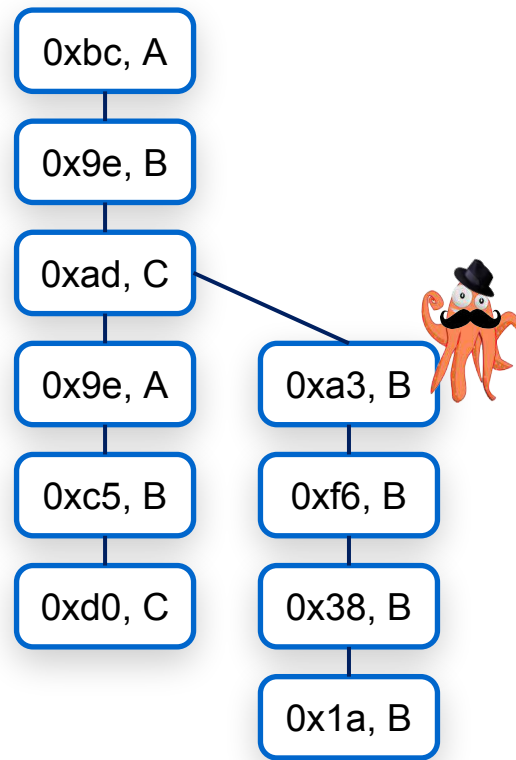 0xbc, A
0x9e, B
0xad, C
0x9e, A
0xc5, B
0xd0, C
0xa3, B
0xf6, B
0x38, B
0x1a, B